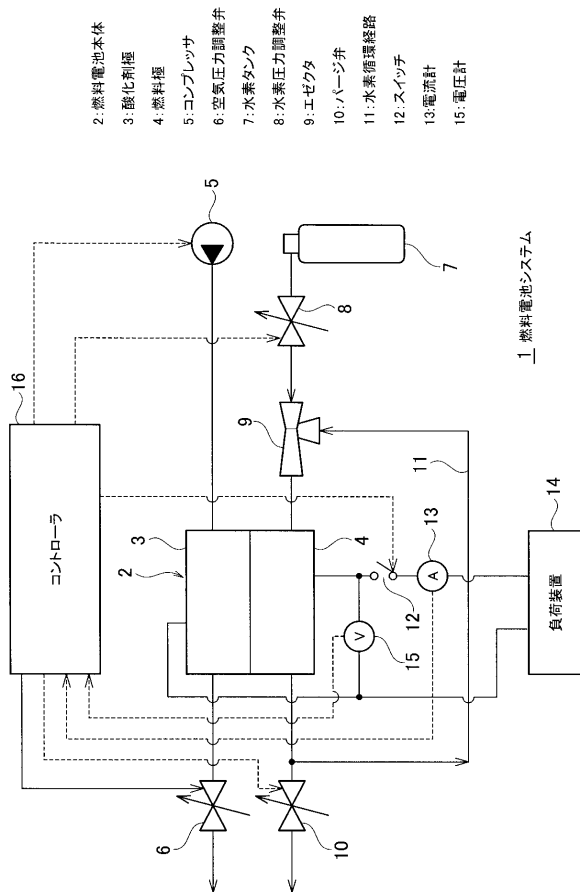 2:燃料電池本体
3:酸化剤極
4:燃料極
5:コンプレッサ
6:空気圧力調整弁
7:水素タンク
8:水素圧力調整弁
9:エゼクタ
10:パージ弁
11:水素循環経路
12:スイッチ
13:電流計
15:電圧計
16
コントローラ
5
3
2
4
9
8
7
6
10
V
15
12
A
13
11
14
負荷装置
1 燃料電池システム